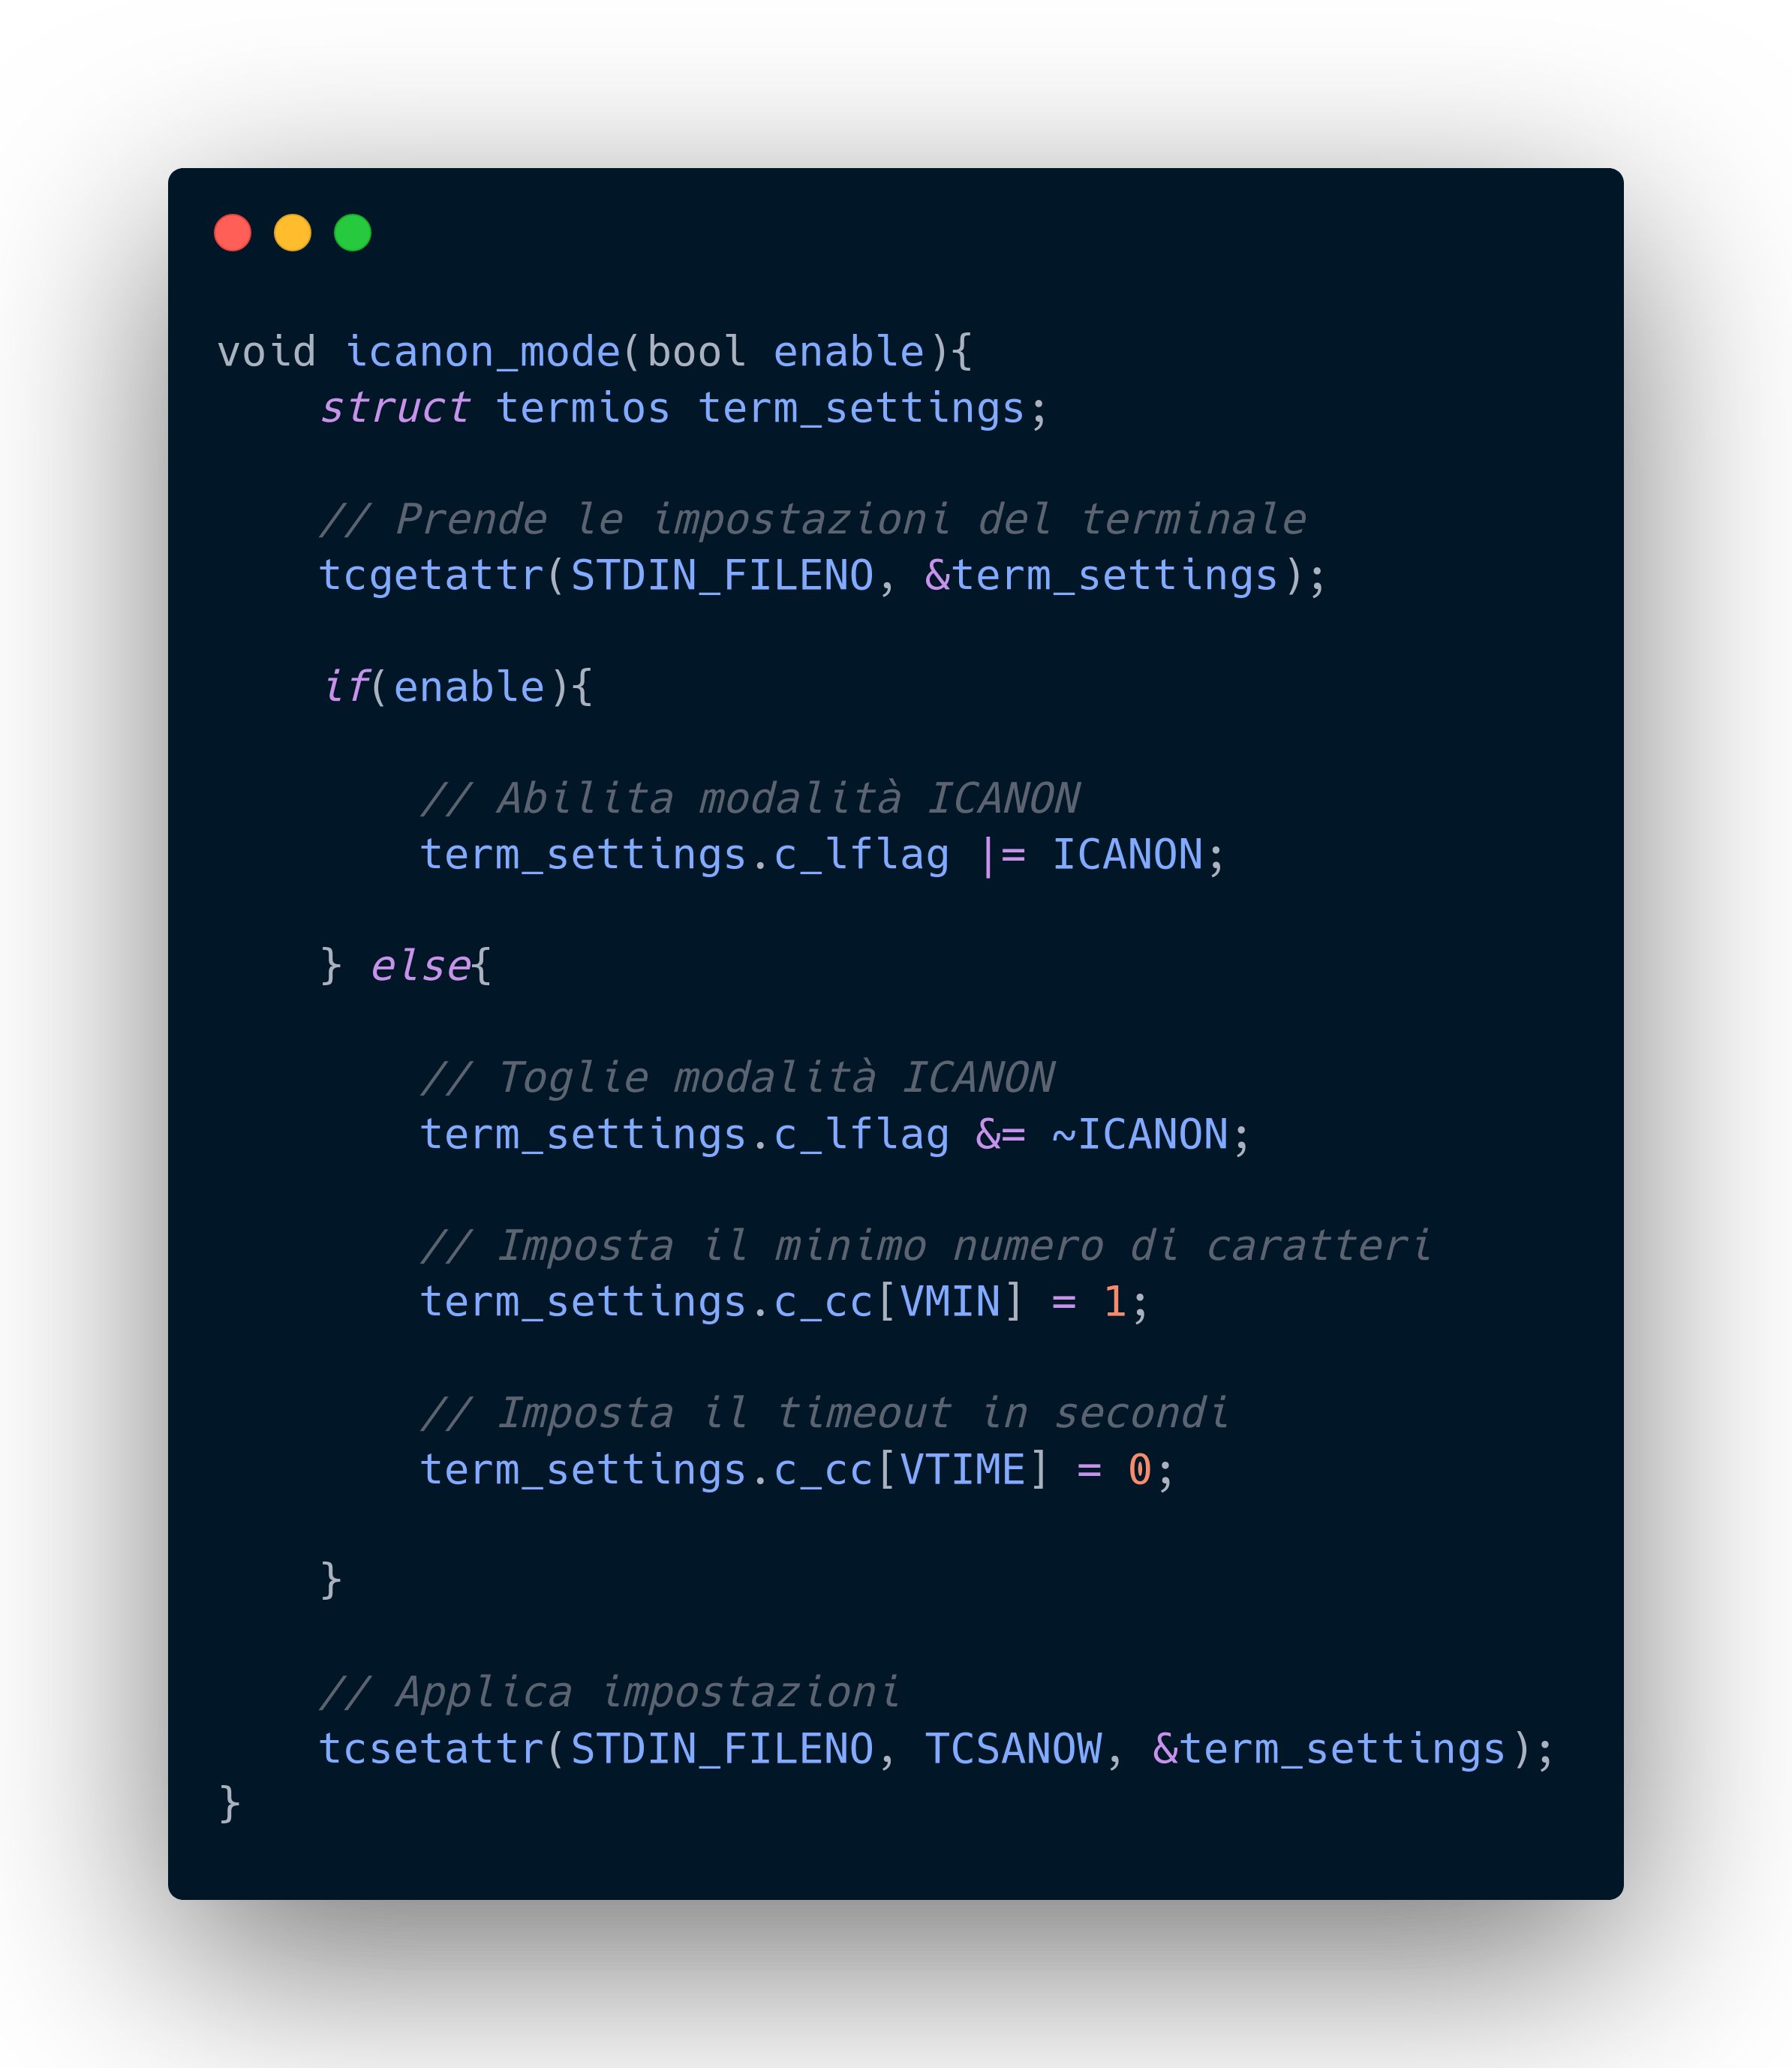 void icanon_mode(bool enable){
    struct termios term_settings;
    // Prende le impostazioni del terminale
    tcgetattr(STDIN_FILENO, &term_settings);
    if(enable){
        // Abilita modalità ICANON
        term_settings.c_lflag |= ICANON;
    } else{
        // Toglie modalità ICANON
        term_settings.c_lflag &= ~ICANON;
        // Imposta il minimo numero di caratteri
        term_settings.c_cc[VMIN] = 1;
        // Imposta il timeout in secondi
        term_settings.c_cc[VTIME] = 0;
    }
    // Applica impostazioni
    tcsetattr(STDIN_FILENO, TCSANOW, &term_settings);
}